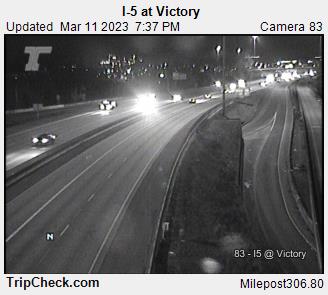 I-5 at Victory
Updated Mar 11 2023 7:37 PM Camera 83
T
N
83 - I5 @ Victory
TripCheck.com Milepost306.80